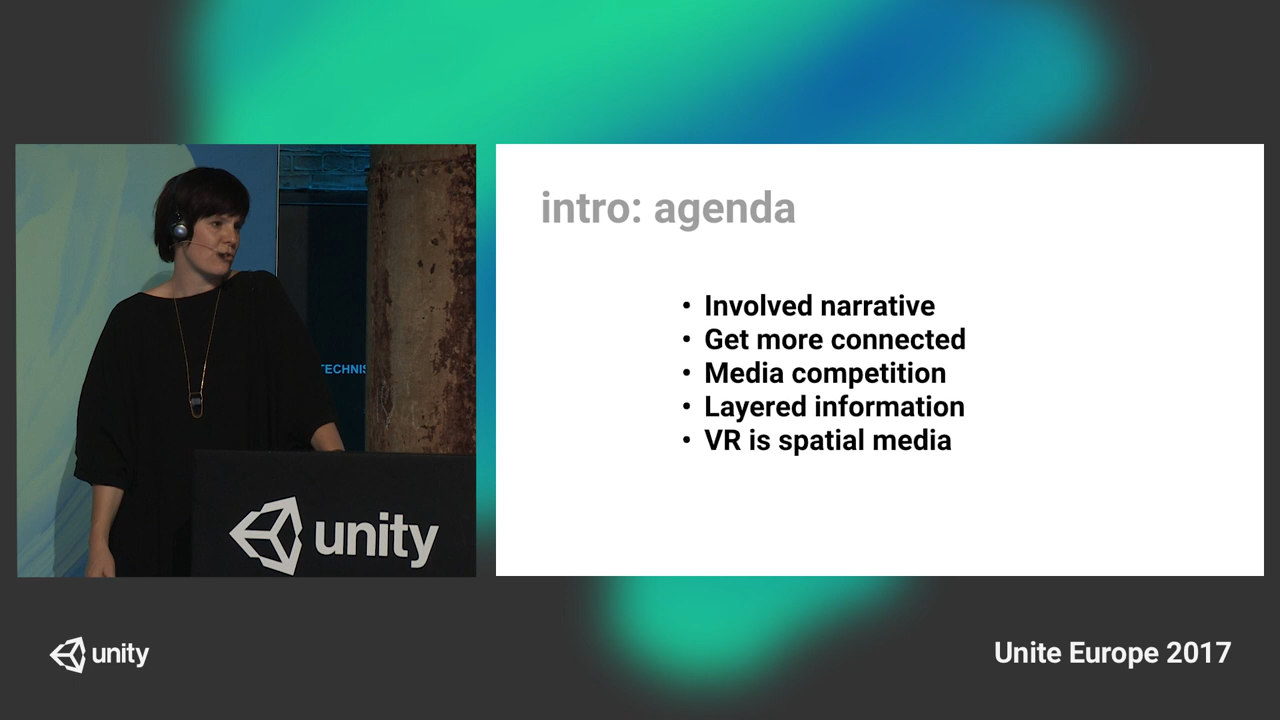 intro: agenda
• Involved narrative
• Get more connected
• Media competition
• Layered information
• VR is spatial media
TECHNIS
unity
unity
Unite Europe 2017